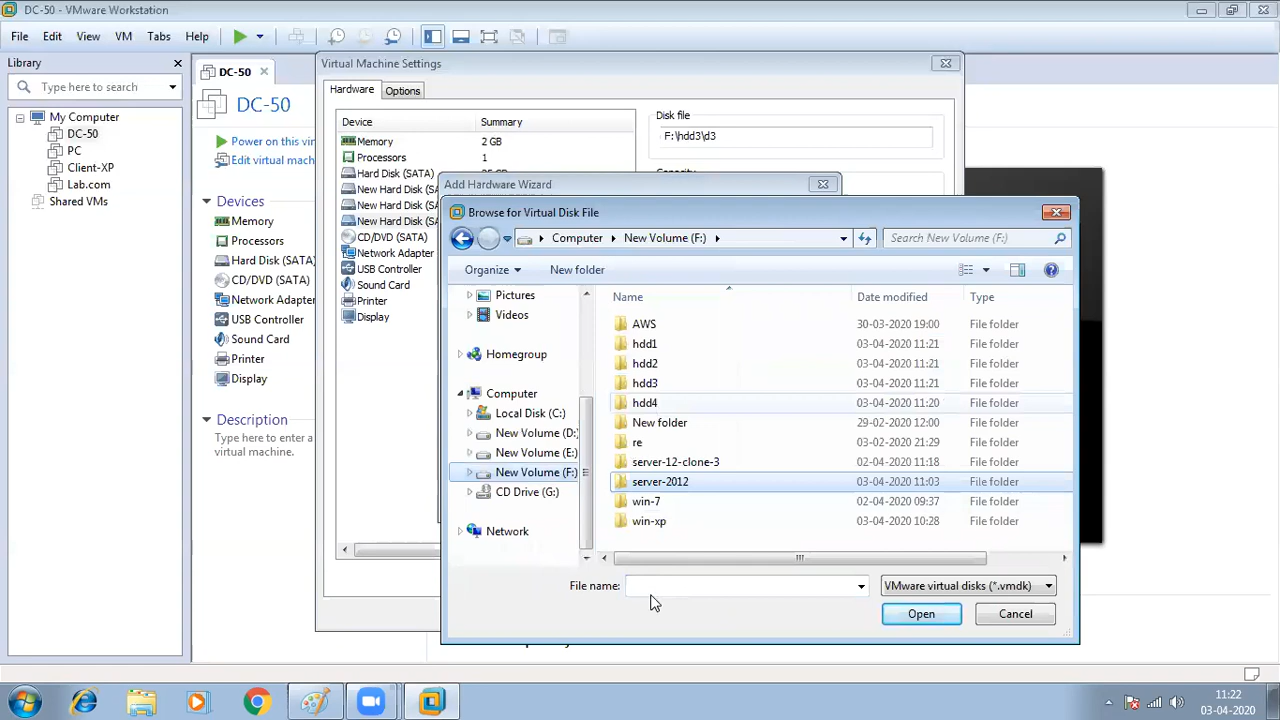 DC-50 - VMware Workstation
File Edit View VM Tabs Help
Library
Type here to search
My Computer
DC-50
PC
Client-XP
Lab.com
Shared VMs
DC-50
DC-50
Power on this vir
Edit virtual mach
Devices
Memory
Processors
Hard Disk (SATA)
CD/DVD (SATA)
Network Adapter
USB Controller
Sound Card
Printer
Display
Description
Type here to enter a
virtual machine.
Virtual Machine Settings
Hardware Options
Device Summary
Memory 2 GB
Processors 1
Hard Disk (SATA)
New Hard Disk (SA
New Hard Disk (SA
New Hard Disk (SA
CD/DVD (SATA)
Network Adapter
USB Controller
Sound Card
Printer
Display
Disk file
F:\hdd3\d3
Add Hardware Wizard
Browse for Virtual Disk File
Computer New Volume (F:)
Search New Volume (F:)
Organize New folder
Pictures
Videos
Homegroup
Computer
Local Disk (C:)
New Volume (D:
New Volume (E:
New Volume (F:
CD Drive (G:)
Network
Name Date modified Type
AWS 30-03-2020 19:00 File folder
hdd1 03-04-2020 11:21 File folder
hdd2 03-04-2020 11:21 File folder
hdd3 03-04-2020 11:21 File folder
hdd4 03-04-2020 11:20 File folder
New folder 29-02-2020 12:00 File folder
re 03-02-2020 21:29 File folder
server-12-clone-3 02-04-2020 11:18 File folder
server-2012 03-04-2020 11:03 File folder
win-7 02-04-2020 09:37 File folder
win-xp 03-04-2020 10:28 File folder
File name: VMware virtual disks (*.vmdk)
Open Cancel
11:22
03-04-2020